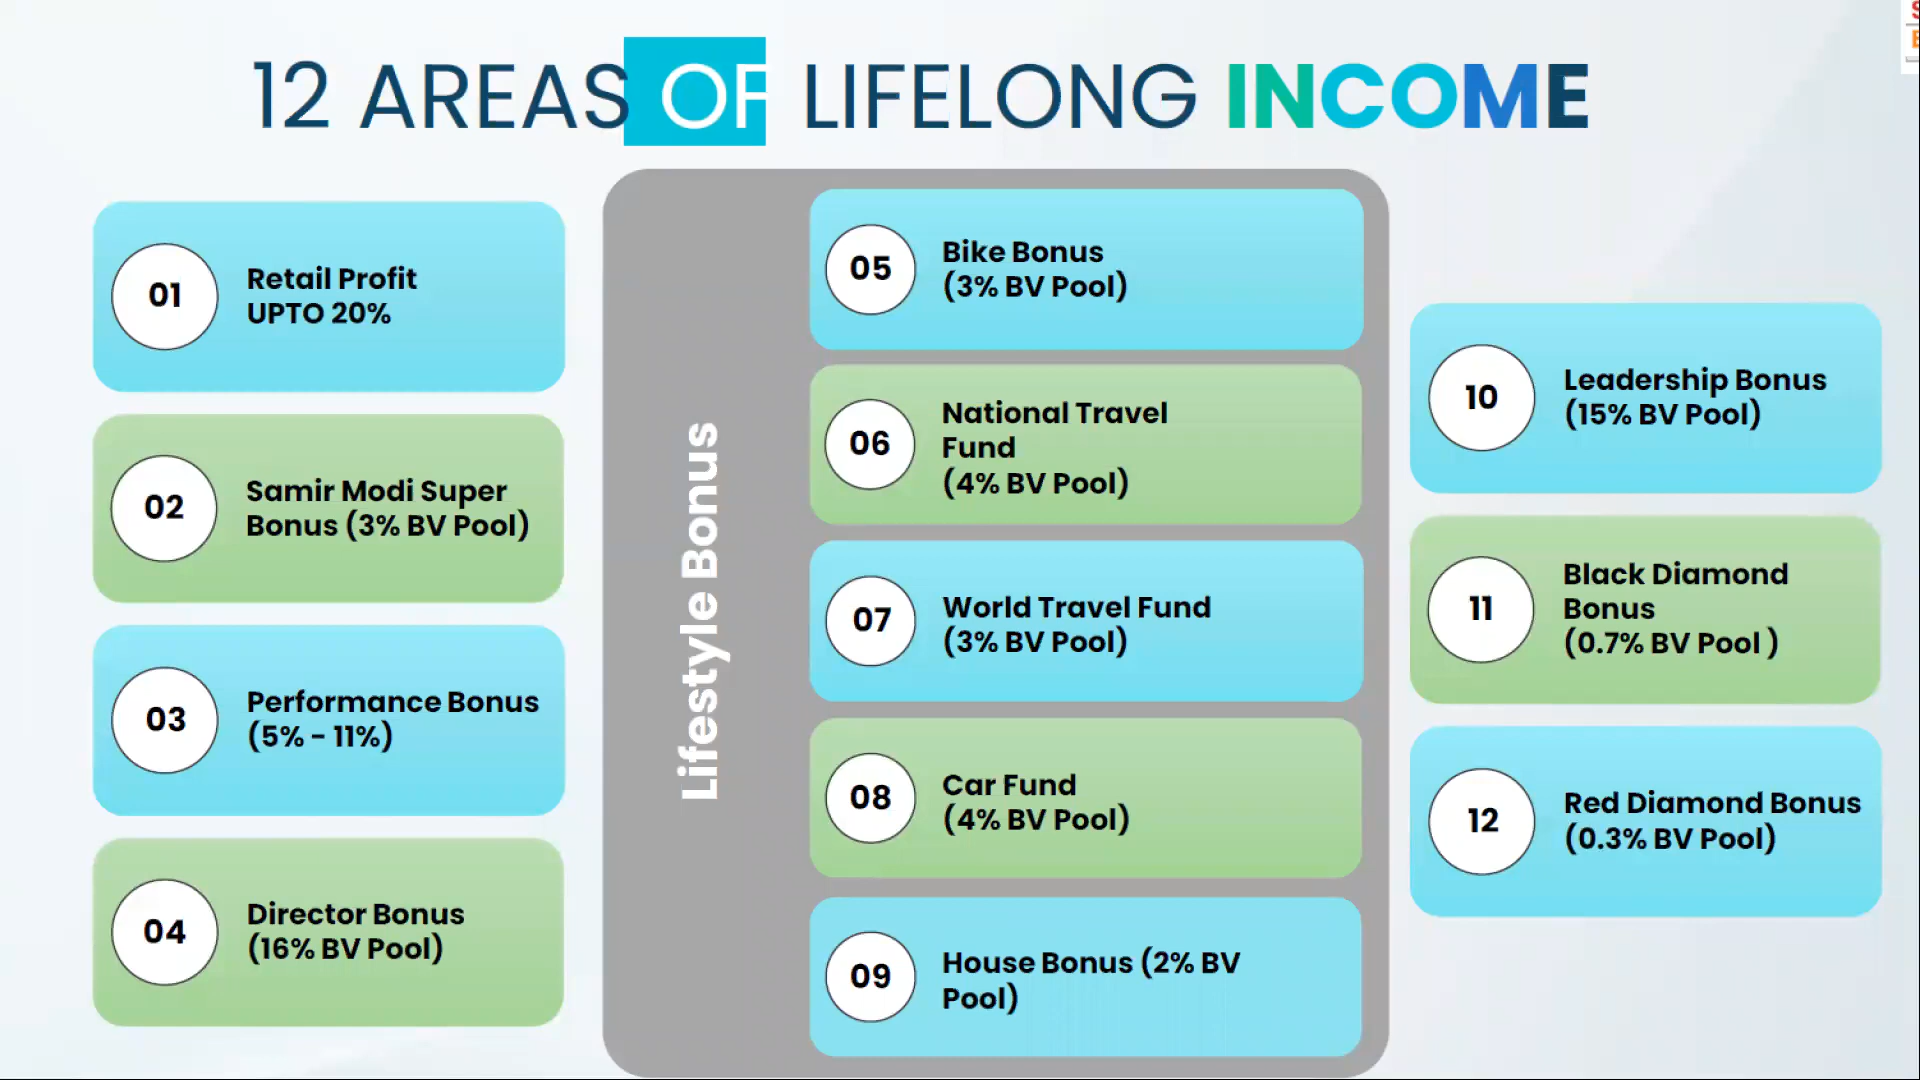 12 AREAS OF LIFELONG INCOME
01
Retail Profit
UPTO 20%
02
Samir Modi Super
Bonus (3% BV Pool)
03
Performance Bonus
(5% - 11%)
04
Director Bonus
(16% BV Pool)
Lifestyle Bonus
05
Bike Bonus
(3% BV Pool)
06
National Travel
Fund
(4% BV Pool)
07
World Travel Fund
(3% BV Pool)
08
Car Fund
(4% BV Pool)
09
House Bonus (2% BV
Pool)
10
Leadership Bonus
(15% BV Pool)
11
Black Diamond
Bonus
(0.7% BV Pool )
12
Red Diamond Bonus
(0.3% BV Pool)